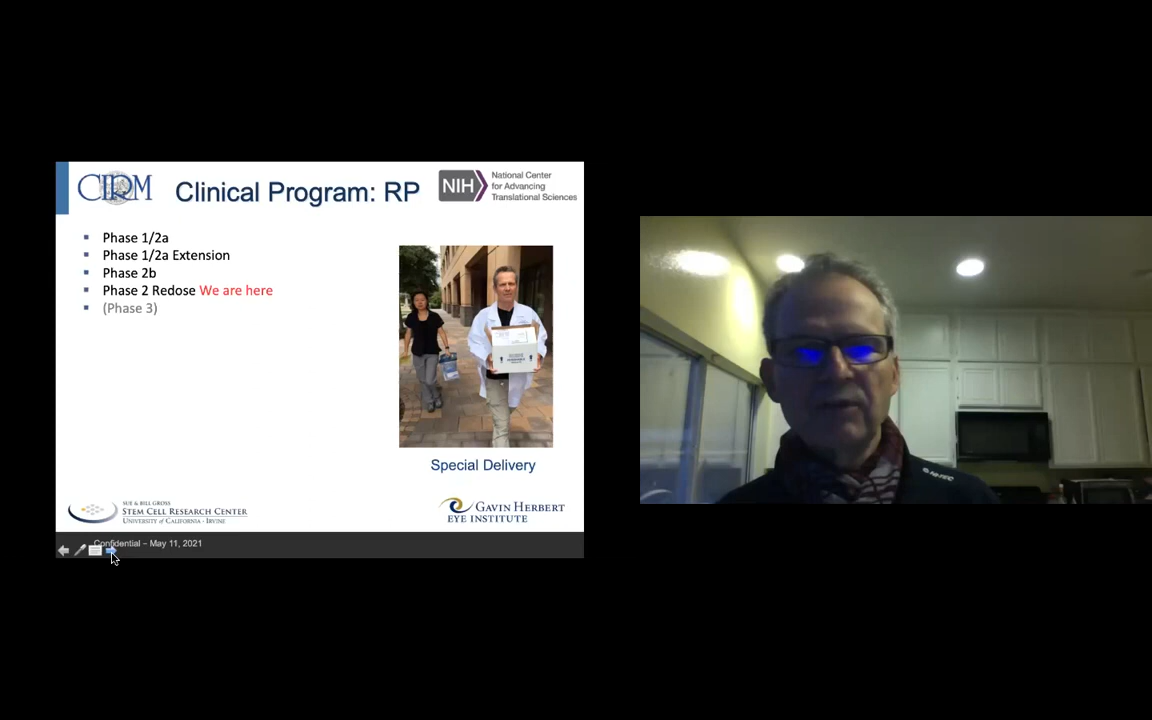 CIRM
Clinical Program: RP
NIH
National Center
for Advancing
Translational Sciences
Phase 1/2a
Phase 1/2a Extension
Phase 2b
Phase 2 Redose We are here
(Phase 3)
Special Delivery
SUE & BILL GROSS
STEM CELL RESEARCH CENTER
UNIVERSITY of CALIFORNIA · IRVINE
GAVIN HERBERT
EYE INSTITUTE
Confidential – May 11, 2021
HI-TEC